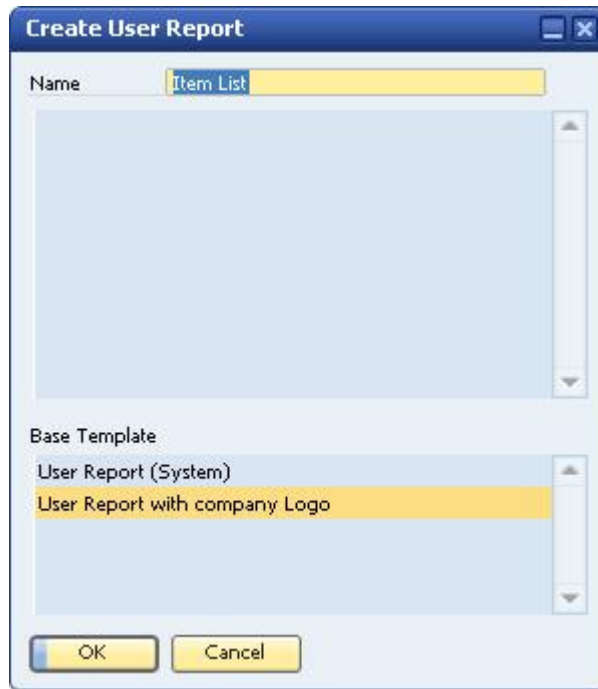 Create User Report
Name Item List
Base Template
User Report (System)
User Report with company Logo
OK Cancel